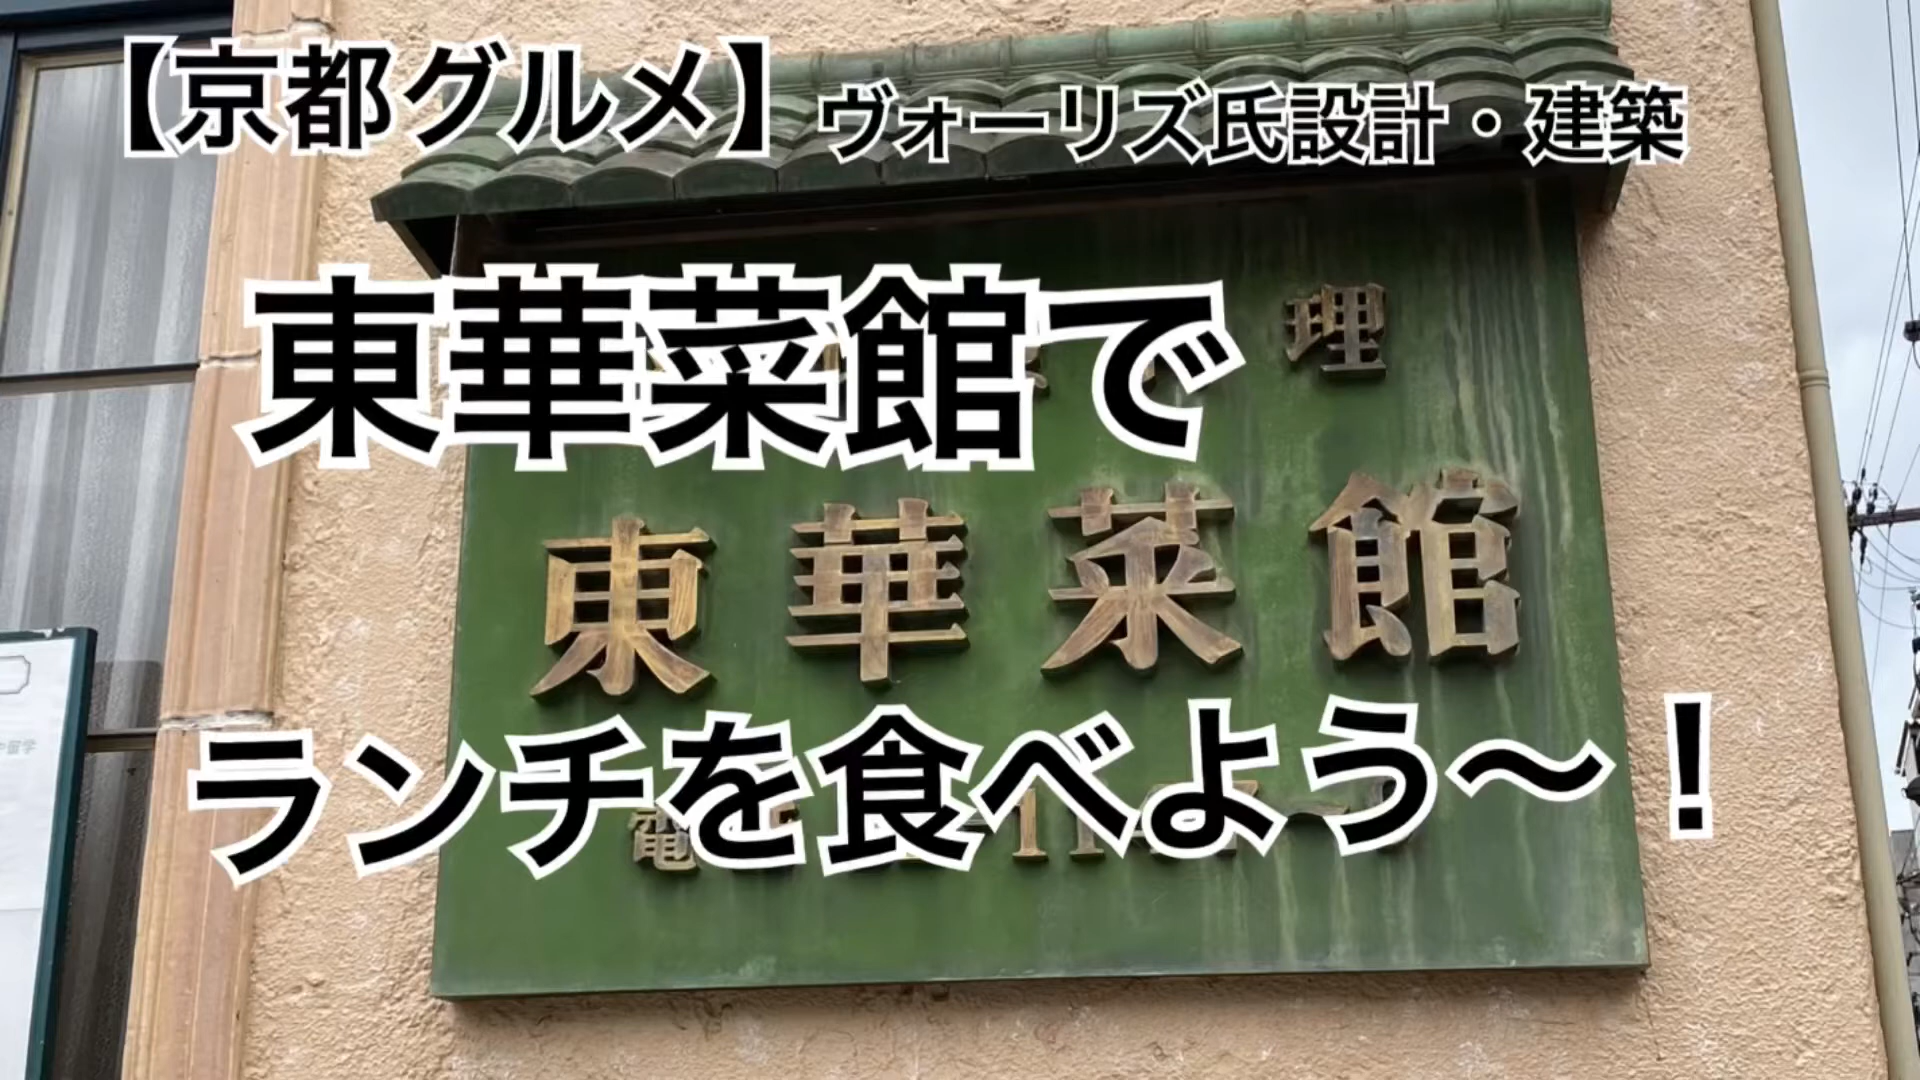 【京都グルメ】ヴォーリズ氏設計・建築
東華菜館で
理
東華菜館
ランチを食べよう〜！
電